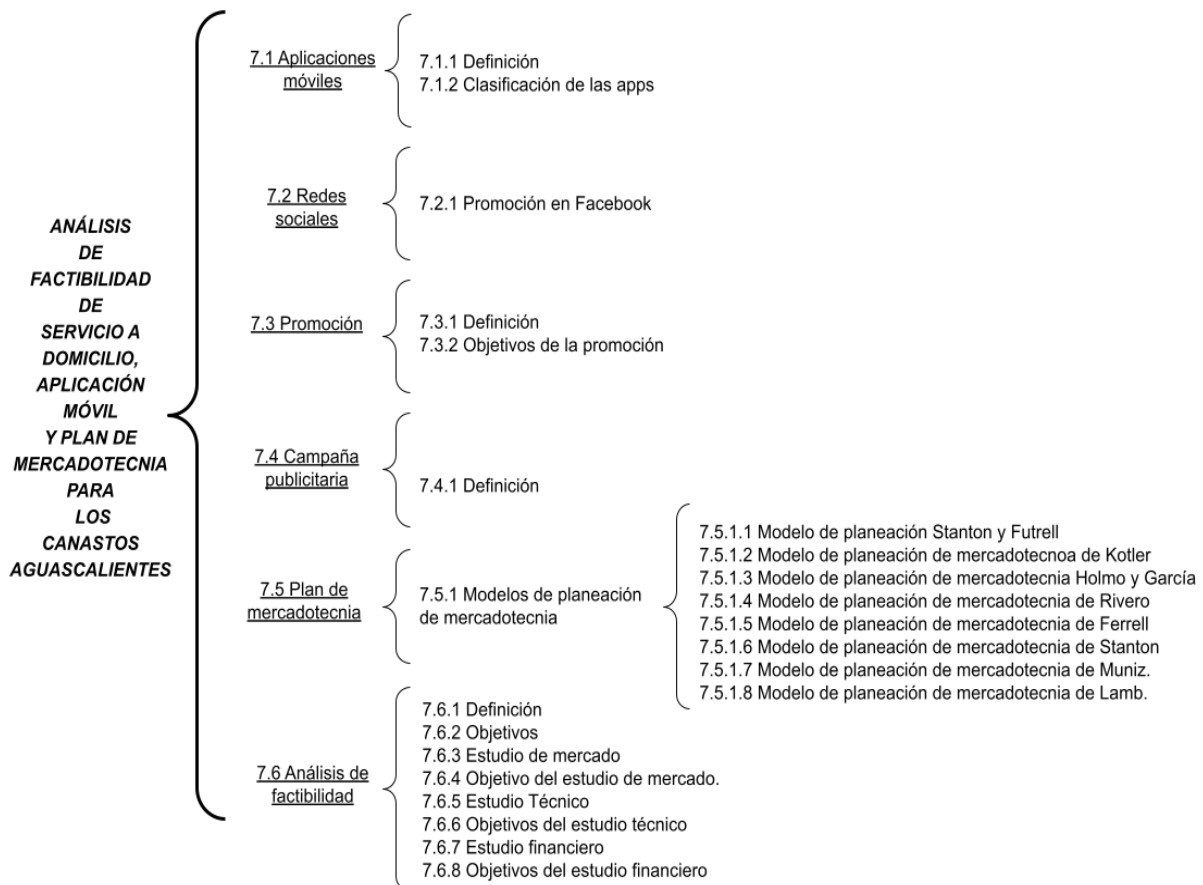 ANÁLISIS
DE
FACTIBILIDAD
DE
SERVICIO A
DOMICILIO,
APLICACIÓN
MÓVIL
Y PLAN DE
MERCADOTECNIA
PARA
LOS
CANASTOS
AGUASCALIENTES
7.1 Aplicaciones
móviles
7.1.1 Definición
7.1.2 Clasificación de las apps
7.2 Redes
sociales
7.2.1 Promoción en Facebook
7.3 Promoción
7.3.1 Definición
7.3.2 Objetivos de la promoción
7.4 Campaña
publicitaria
7.4.1 Definición
7.5 Plan de
mercadotecnia
7.5.1 Modelos de planeación
de mercadotecnia
7.5.1.1 Modelo de planeación Stanton y Futrell
7.5.1.2 Modelo de planeación de mercadotecnoa de Kotler
7.5.1.3 Modelo de planeación de mercadotecnia Holmo y García
7.5.1.4 Modelo de planeación de mercadotecnia de Rivero
7.5.1.5 Modelo de planeación de mercadotecnia de Ferrell
7.5.1.6 Modelo de planeación de mercadotecnia de Stanton
7.5.1.7 Modelo de planeación de mercadotecnia de Muniz.
7.5.1.8 Modelo de planeación de mercadotecnia de Lamb.
7.6 Análisis de
factibilidad
7.6.1 Definición
7.6.2 Objetivos
7.6.3 Estudio de mercado
7.6.4 Objetivo del estudio de mercado.
7.6.5 Estudio Técnico
7.6.6 Objetivos del estudio técnico
7.6.7 Estudio financiero
7.6.8 Objetivos del estudio financiero